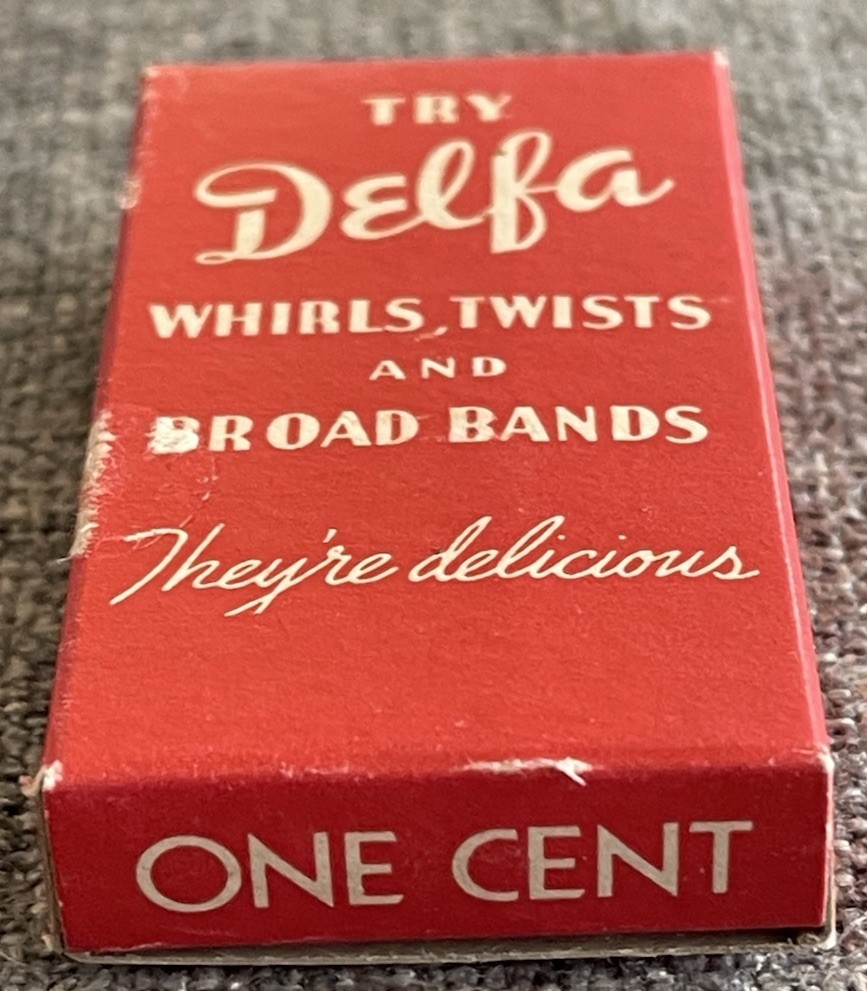 TRY
Delfa
WHIRLS, TWISTS
AND
BROAD BANDS
They're delicious
ONE CENT